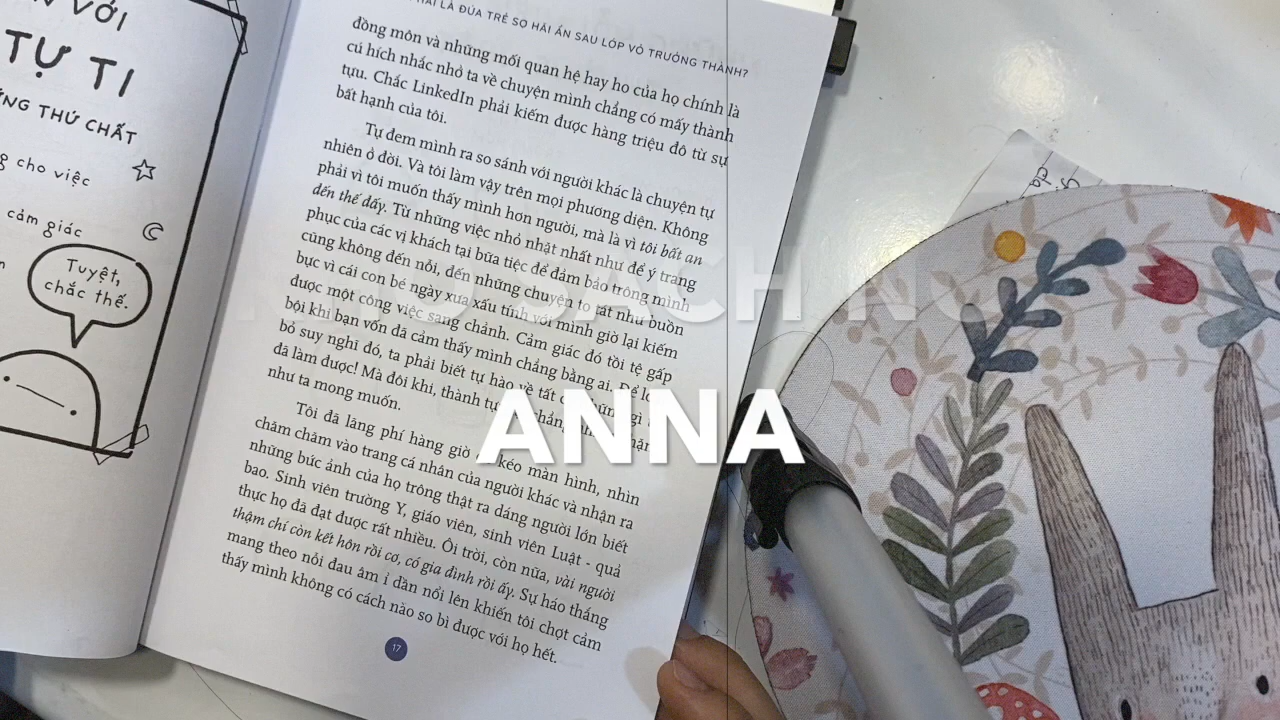 VỚI
TỰ TI
THỨ CHẤT
cho việc
cảm giác
Tuyệt,
chắc thế.
LÀ ĐỨA TRẺ SỢ HÃI ẨN SAU LỚP VỎ TRƯỞNG THÀNH?
đồng môn và những mối quan hệ hay ho của họ chính là
cú hích nhắc nhở ta về chuyện mình chẳng có mấy thành
tựu. Chắc LinkedIn phải kiếm được hàng triệu đô từ sự
bất hạnh của tôi.
Tự đem mình ra so sánh với người khác là chuyện tự
nhiên ở đời. Và tôi làm vậy trên mọi phương diện. Không
phải vì tôi muốn thấy mình hơn người, mà là vì tôi bất an
đến thế đấy. Từ những việc nhỏ nhặt nhất như để ý trang
phục của các vị khách tại bữa tiệc để đảm bảo trông mình
cũng không đến nỗi, đến những chuyện to tát như buồn
bực vì cái con bé ngày xưa xấu tính với mình giờ lại kiếm
được một công việc sang chảnh. Cảm giác đó tồi tệ gấp
bội khi bạn vốn đã cảm thấy mình chẳng bằng ai. Để
bỏ suy nghĩ đó, ta phải biết tự hào về tất gì
đã làm được! Mà đôi khi, thành
như ta mong muốn.
Tôi đã lãng phí hàng giờ kéo màn hình, nhìn
chăm chăm vào trang cá nhân của người khác và nhận ra
những bức ảnh của họ trông thật ra dáng người lớn biết
bao. Sinh viên trường Y, giáo viên, sinh viên Luật - quả
thực họ đã đạt được rất nhiều. Ôi trời, còn nữa, vài người
thậm chí còn kết hôn rồi cơ, có gia đình rồi ấy. Sự háo thắng
mang theo nỗi đau âm ỉ dần nổi lên khiến tôi chợt cảm
thấy mình không có cách nào so bì được với họ hết.
17
SÁCH
ANNA